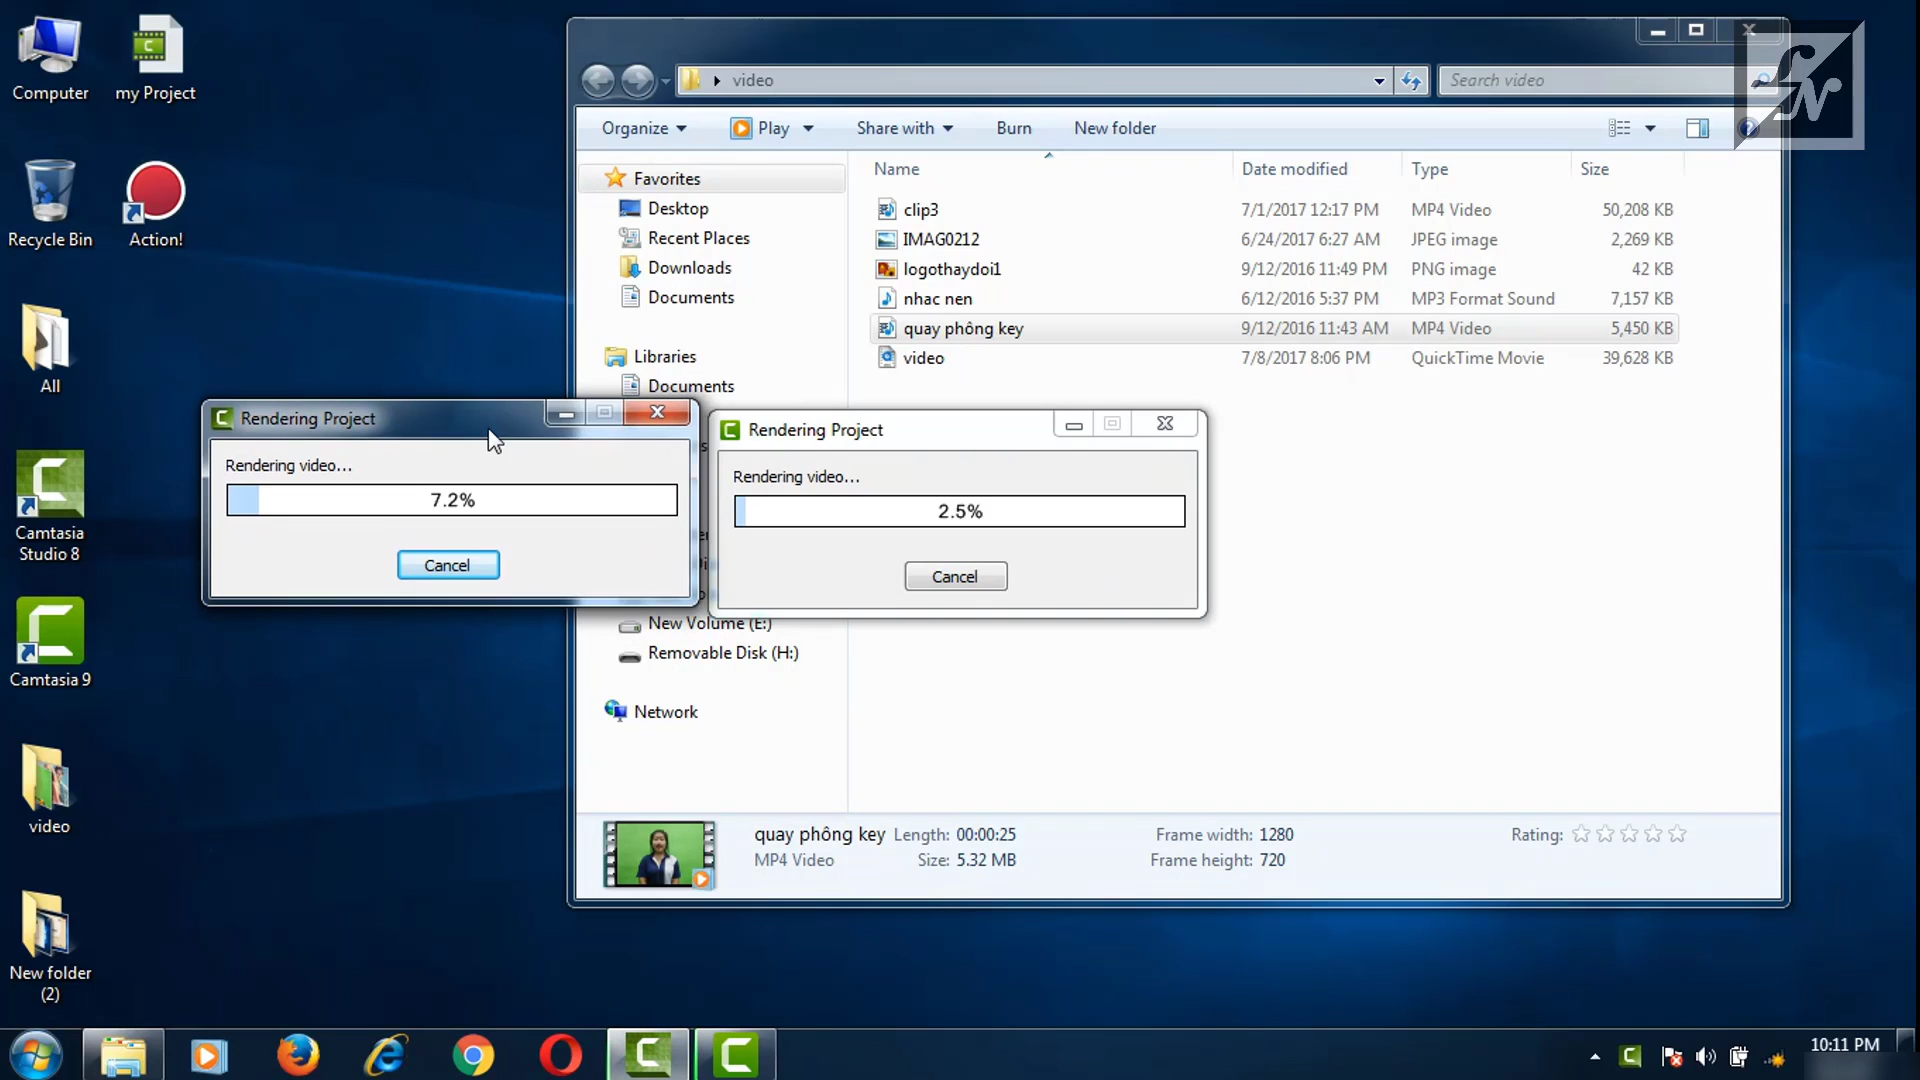 Computer
my Project
Recycle Bin
Action!
All
Camtasia
Studio 8
Camtasia 9
video
New folder
(2)
video
Search video
Organize
Play
Share with
Burn
New folder
Name
Date modified
Type
Size
Favorites
Desktop
Recent Places
Downloads
Documents
Libraries
Documents
New Volume (E:)
Removable Disk (H:)
Network
clip3 7/1/2017 12:17 PM MP4 Video 50,208 KB
IMAG0212 6/24/2017 6:27 AM JPEG image 2,269 KB
logothaydoi1 9/12/2016 11:49 PM PNG image 42 KB
nhac nen 6/12/2016 5:37 PM MP3 Format Sound 7,157 KB
quay phông key 9/12/2016 11:43 AM MP4 Video 5,450 KB
video 7/8/2017 8:06 PM QuickTime Movie 39,628 KB
Rendering Project
Rendering video...
7.2%
Cancel
Rendering Project
Rendering video...
2.5%
Cancel
quay phông key Length: 00:00:25 Frame width: 1280 Rating:
MP4 Video Size: 5.32 MB Frame height: 720
10:11 PM